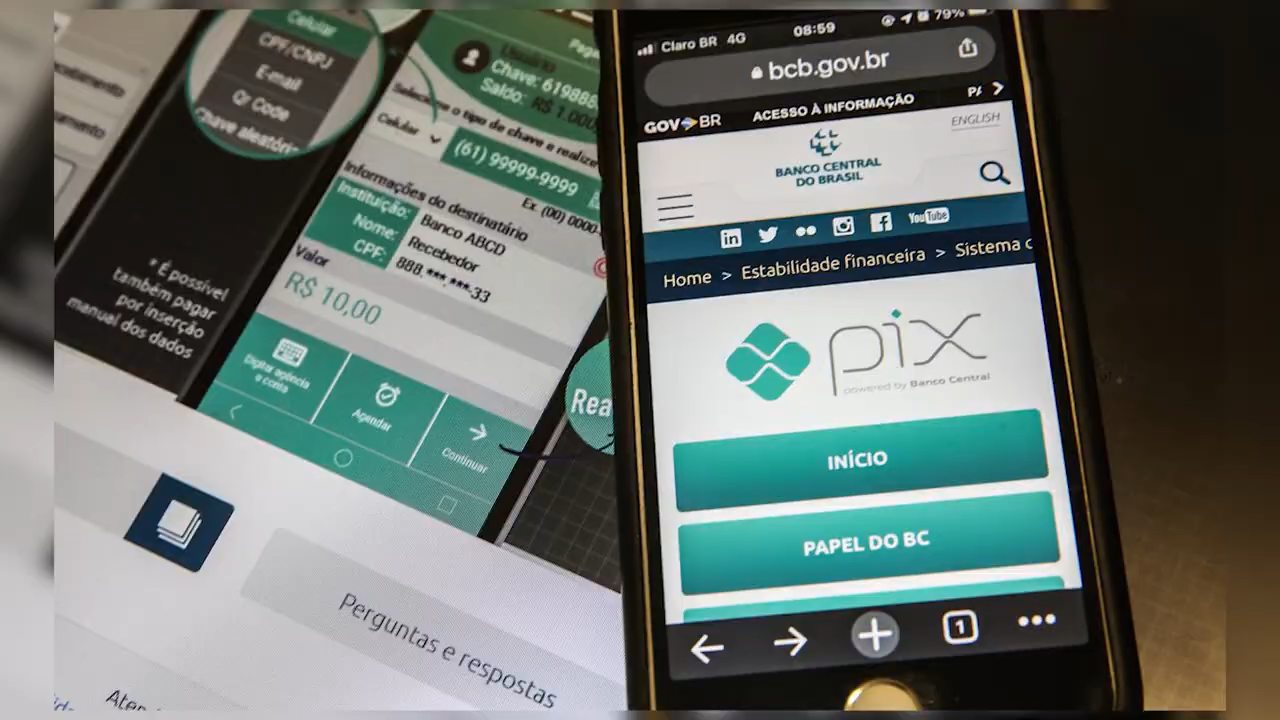 Celular
CPF/CNPJ
E-mail
Qr Code
Chave aleatória
* É possível
também pagar
por inserção
manual dos dados
Usuário
Chave: 619888
Saldo: R$ 1.000
Selecione o tipo de chave e realize
Celular
(61) 99999-9999
Ex. (00) 0000
Informações do destinatário
Instituição: Banco ABCD
Nome: Recebedor
CPF: 888.***.***-33
Valor
R$ 10,00
Digitar agência
e conta
Agendar
Continuar
Rea
Perguntas e respostas
Claro BR 4G 08:59 79%
bcb.gov.br
GOV BR ACESSO À INFORMAÇÃO
ENGLISH
BANCO CENTRAL
DO BRASIL
in YouTube
Home > Estabilidade financeira > Sistema
pix
powered by Banco Central
INÍCIO
PAPEL DO BC
1